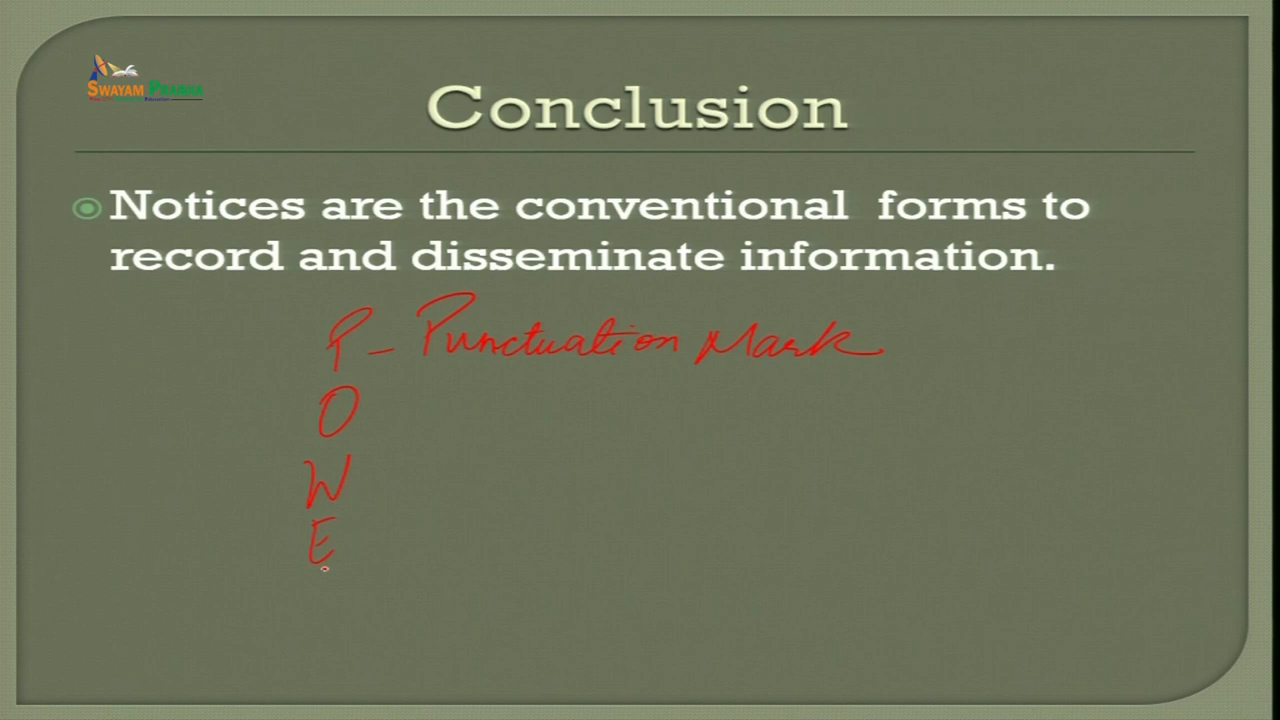 SWAYAM PRABHA
Conclusion
Notices are the conventional forms to
record and disseminate information.
P - Punctuation Mark
O
W
E